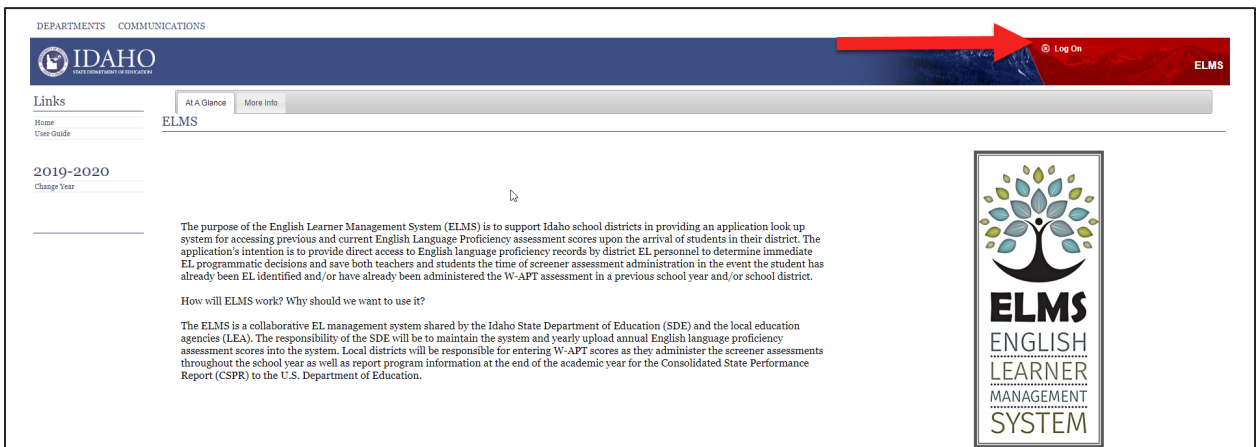 DEPARTMENTS COMMUNICATIONS
IDAHO
STATE DEPARTMENT OF EDUCATION
Log On
ELMS
Links
Home
User Guide
2019-2020
Change Year
At A Glance More Info
ELMS
The purpose of the English Learner Management System (ELMS) is to support Idaho school districts in providing an application look up
system for accessing previous and current English Language Proficiency assessment scores upon the arrival of students in their district. The
application's intention is to provide direct access to English language proficiency records by district EL personnel to determine immediate
EL programmatic decisions and save both teachers and students the time of screener assessment administration in the event the student has
already been EL identified and/or have already been administered the W-APT assessment in a previous school year and/or school district.
How will ELMS work? Why should we want to use it?
The ELMS is a collaborative EL management system shared by the Idaho State Department of Education (SDE) and the local education
agencies (LEA). The responsibility of the SDE will be to maintain the system and yearly upload annual English language proficiency
assessment scores into the system. Local districts will be responsible for entering W-APT scores as they administer the screener assessments
throughout the school year as well as report program information at the end of the academic year for the Consolidated State Performance
Report (CSPR) to the U.S. Department of Education.
ELMS
ENGLISH
LEARNER
MANAGEMENT
SYSTEM